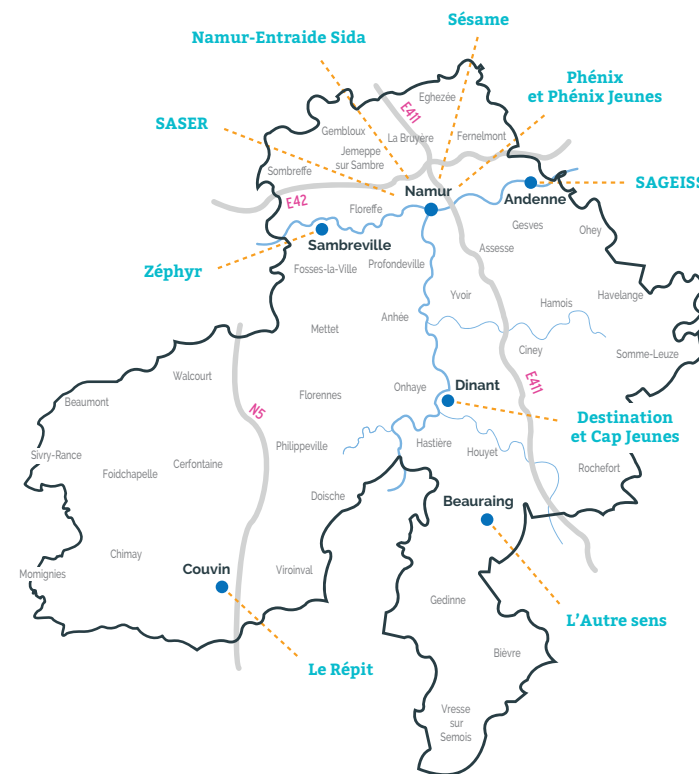 Sésame
Namur-Entraide Sida
Phénix
et Phénix Jeunes
Eghezée
E411
SASER
Gembloux
La Bruyère
Fernelmont
Jemeppe
sur Sambre
Sombreffe
SAGEISS
Namur
Andenne
E42
Floreffe
Gesves
Ohey
Sambreville
Assesse
Zéphyr
Fosses-la-Ville
Profondeville
Yvoir
Hamois
Havelange
Anhée
Mettet
Ciney
Somme-Leuze
Walcourt
E411
Onhaye
Dinant
Florennes
Beaumont
N5
Destination
et Cap Jeunes
Philippeville
Hastière
Houyet
Sivry-Rance
Foidchapelle
Cerfontaine
Rochefort
Doische
Beauraing
Chimay
Momignies
Couvin
Viroinval
Gedinne
L'Autre sens
Bièvre
Le Répit
Vresse
sur
Semois